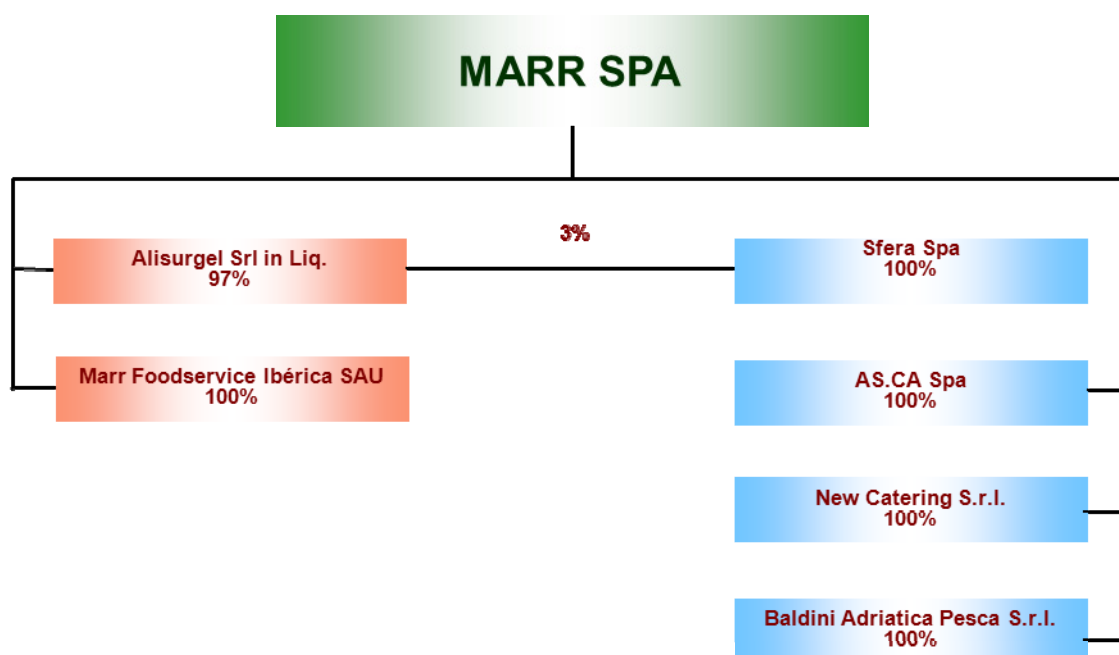 MARR SPA
3%
Alisurgel Srl in Liq.
97%
Sfera Spa
100%
Marr Foodservice Ibérica SAU
100%
AS.CA Spa
100%
New Catering S.r.l.
100%
Baldini Adriatica Pesca S.r.l.
100%